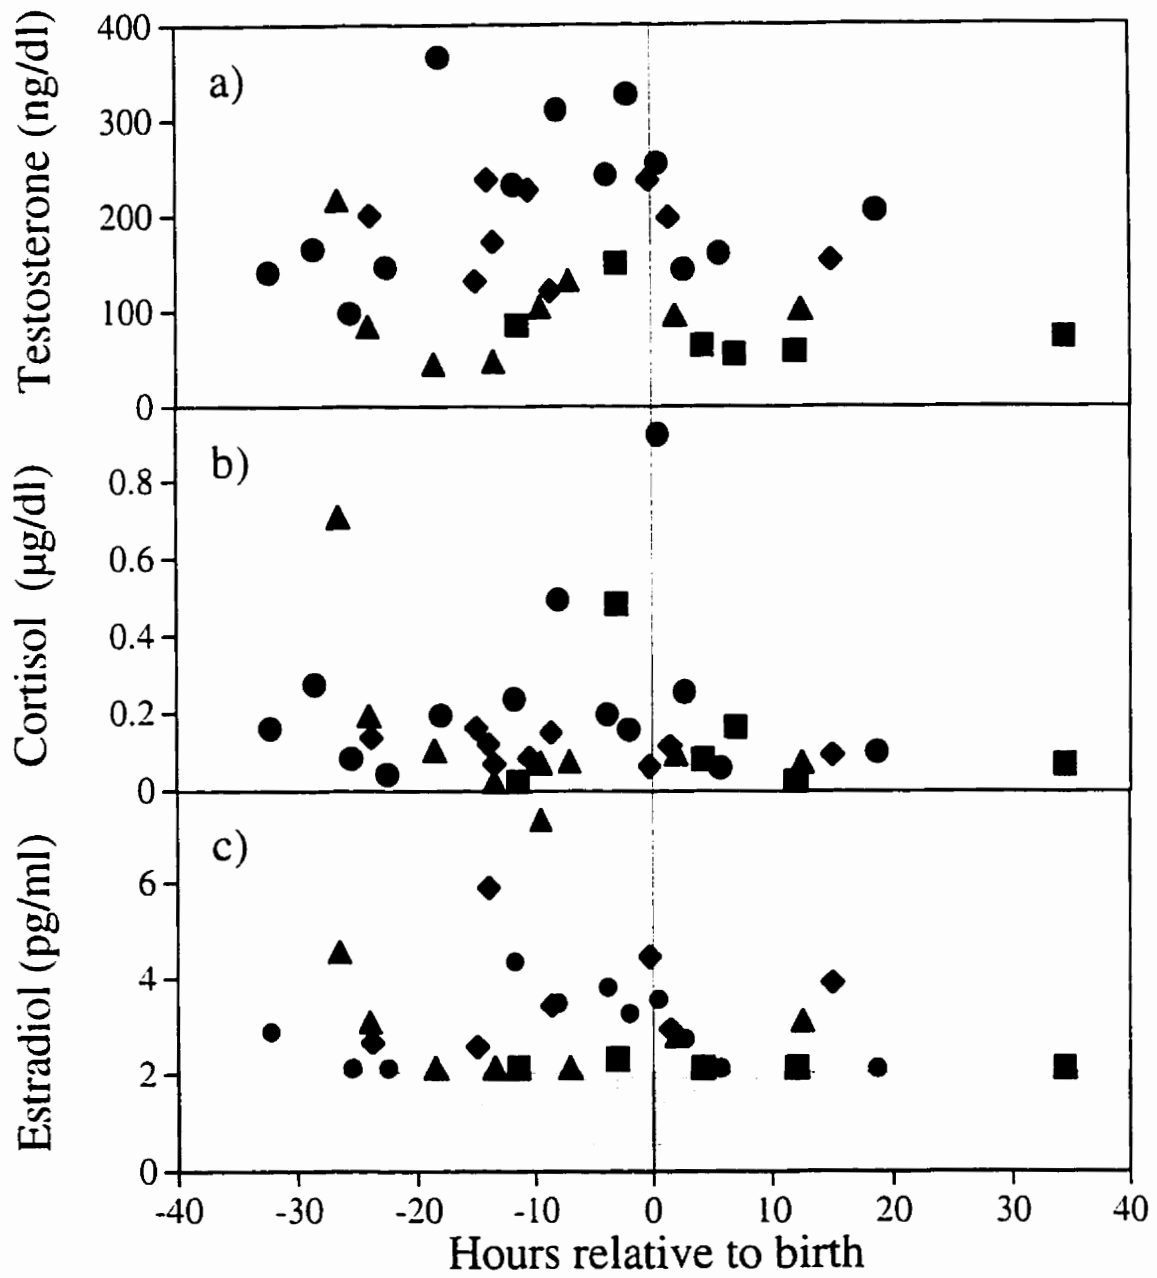 Testosterone (ng/dl)
400
300
200
100
0
a)
Cortisol (µg/dl)
0.8
0.6
0.4
0.2
0
b)
Estradiol (pg/ml)
6
4
2
0
c)
-40 -30 -20 -10 0 10 20 30 40
Hours relative to birth